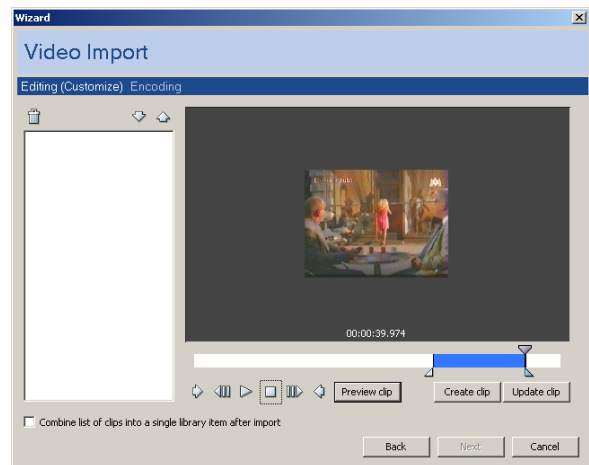 Wizard
Video Import
Editing (Customize) Encoding
00:00:39.974
Preview clip
Create clip
Update clip
Combine list of clips into a single library item after import
Back
Next
Cancel